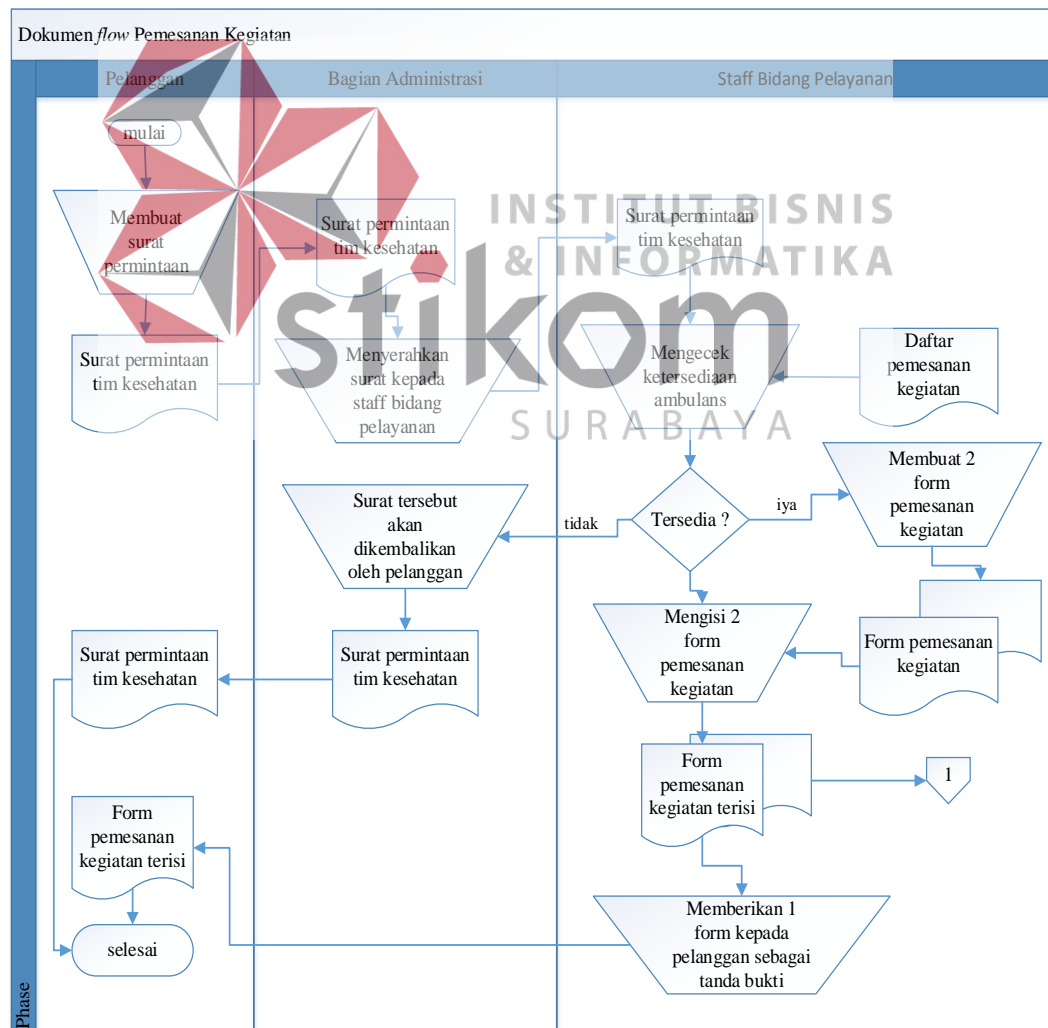 Dokumen flow Pemesanan Kegiatan
Pelanggan
Bagian Administrasi
Staff Bidang Pelayanan
mulai
Membuat
surat
permintaan
Surat permintaan
tim kesehatan
Surat permintaan
tim kesehatan
Menyerahkan
surat kepada
staff bidang
pelayanan
Surat permintaan
tim kesehatan
Mengecek
ketersediaan
ambulans
Daftar
pemesanan
kegiatan
Tersedia ?
tidak
iya
Membuat 2
form
pemesanan
kegiatan
Surat tersebut
akan
dikembalikan
oleh pelanggan
Surat permintaan
tim kesehatan
Surat permintaan
tim kesehatan
Mengisi 2
form
pemesanan
kegiatan
Form pemesanan
kegiatan
Form
pemesanan
kegiatan terisi
1
Form
pemesanan
kegiatan terisi
Memberikan 1
form kepada
pelanggan sebagai
tanda bukti
selesai
Phase
INSTITUT BISNIS
& INFORMATIKA
stikom
SURABAYA